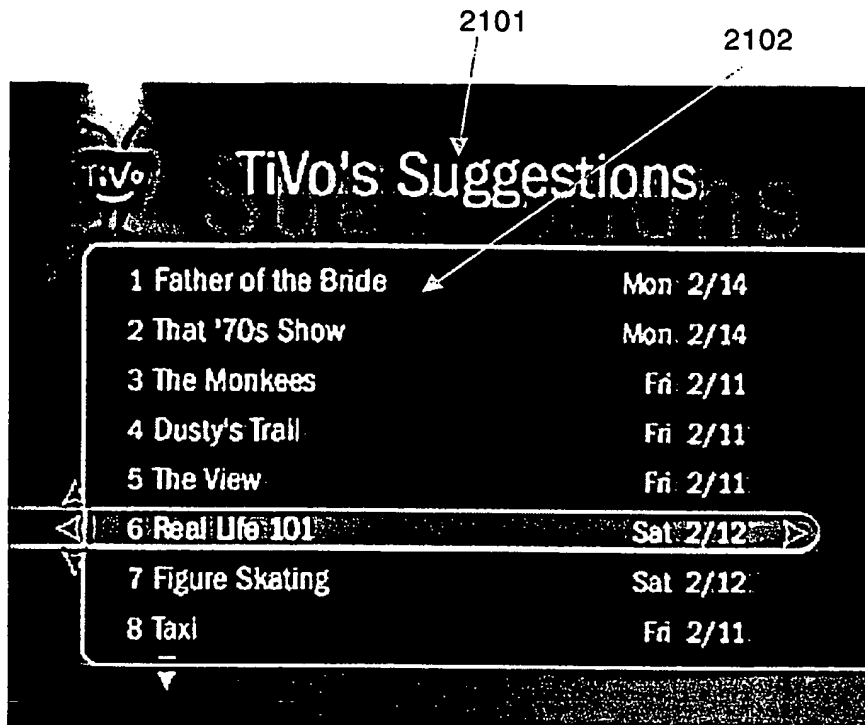 2101
2102
TiVo
TiVo's Suggestions
1 Father of the Bride Mon 2/14
2 That '70s Show Mon 2/14
3 The Monkees Fri 2/11
4 Dusty's Trail Fri 2/11
5 The View Fri 2/11
6 Real Life 101 Sat 2/12
7 Figure Skating Sat 2/12
8 Taxi Fri 2/11